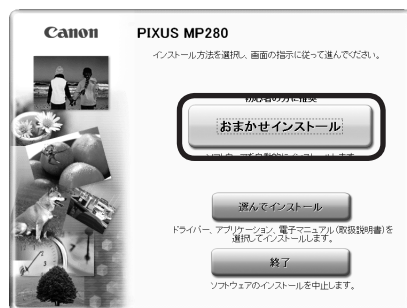 Canon
PIXUS MP280
インストール方法を選択し、画面の指示に従って進んでください。
おまかせインストール
選んでインストール
ドライバー、アプリケーション、電子マニュアル(取扱説明書)を
選択してインストールします。
終了
ソフトウェアのインストールを中止します。